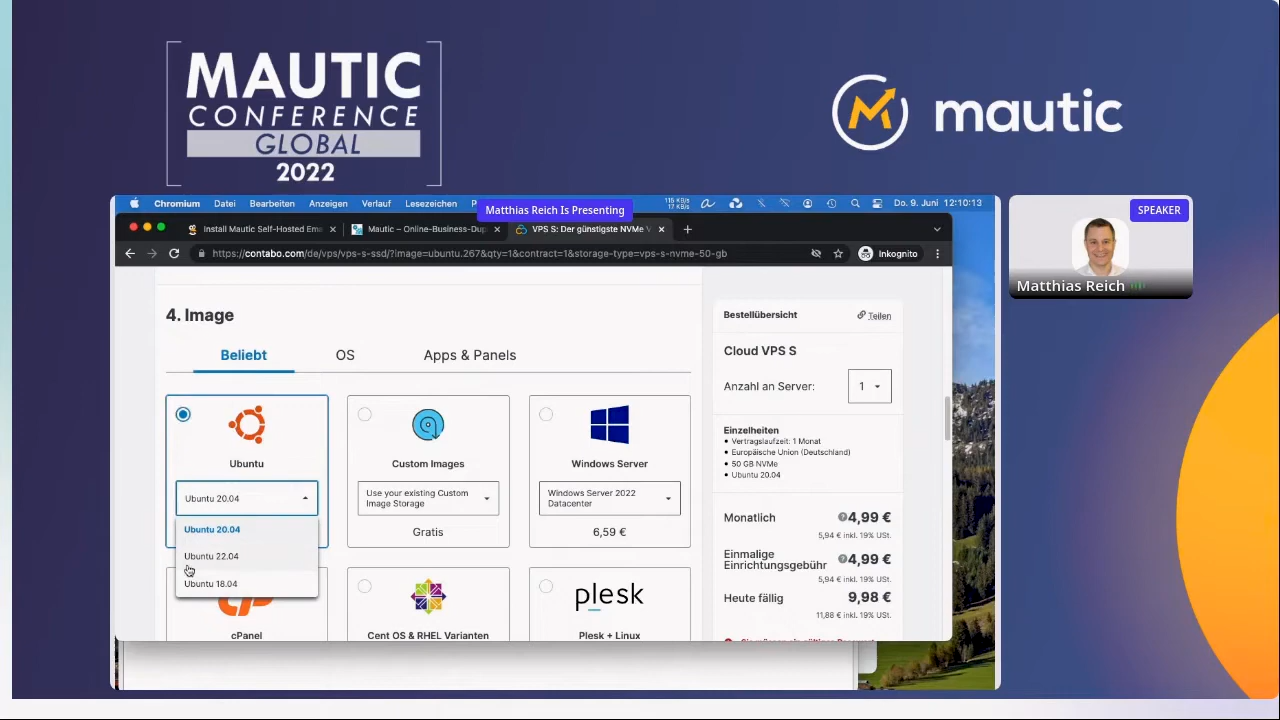 MAUTIC
CONFERENCE
GLOBAL
2022
mautic
Chromium Datei Bearbeiten Anzeigen Verlauf Lesezeichen P
Matthias Reich Is Presenting
115 KB/s
17 KB/s
Do. 9. Juni 12:10:13
Install Mautic Self-Hosted Ema
Mautic – Online-Business-Dup
VPS S: Der günstigste NVMe V
https://contabo.com/de/vps/vps-s-ssd/?image=ubuntu.267&qty=1&contract=1&storage-type=vps-s-nvme-50-gb
Inkognito
SPEAKER
Matthias Reich
4. Image
Beliebt OS Apps & Panels
Ubuntu
Ubuntu 20.04
Ubuntu 20.04
Ubuntu 22.04
Ubuntu 18.04
Custom Images
Use your existing Custom
Image Storage
Gratis
Windows Server
Windows Server 2022
Datacenter
6,59 €
cPanel
Cent OS & RHEL Varianten
plesk
Plesk + Linux
Bestellübersicht
Teilen
Cloud VPS S
Anzahl an Server: 1
Einzelheiten
• Vertragslaufzeit: 1 Monat
• Europäische Union (Deutschland)
• 50 GB NVMe
• Ubuntu 20.04
Monatlich 4,99 €
5,94 € inkl. 19% USt.
Einmalige
Einrichtungsgebühr 4,99 €
5,94 € inkl. 19% USt.
Heute fällig 9,98 €
11,88 € inkl. 19% USt.